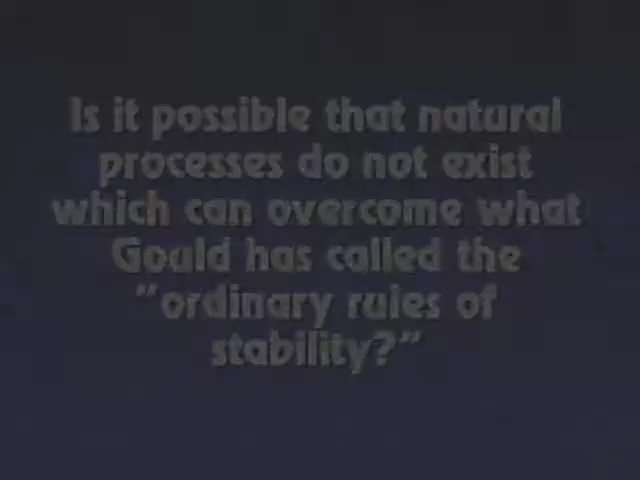 Is it possible that natural
processes do not exist
which can overcome what
Gould has called the
"ordinary rules of
stability?"